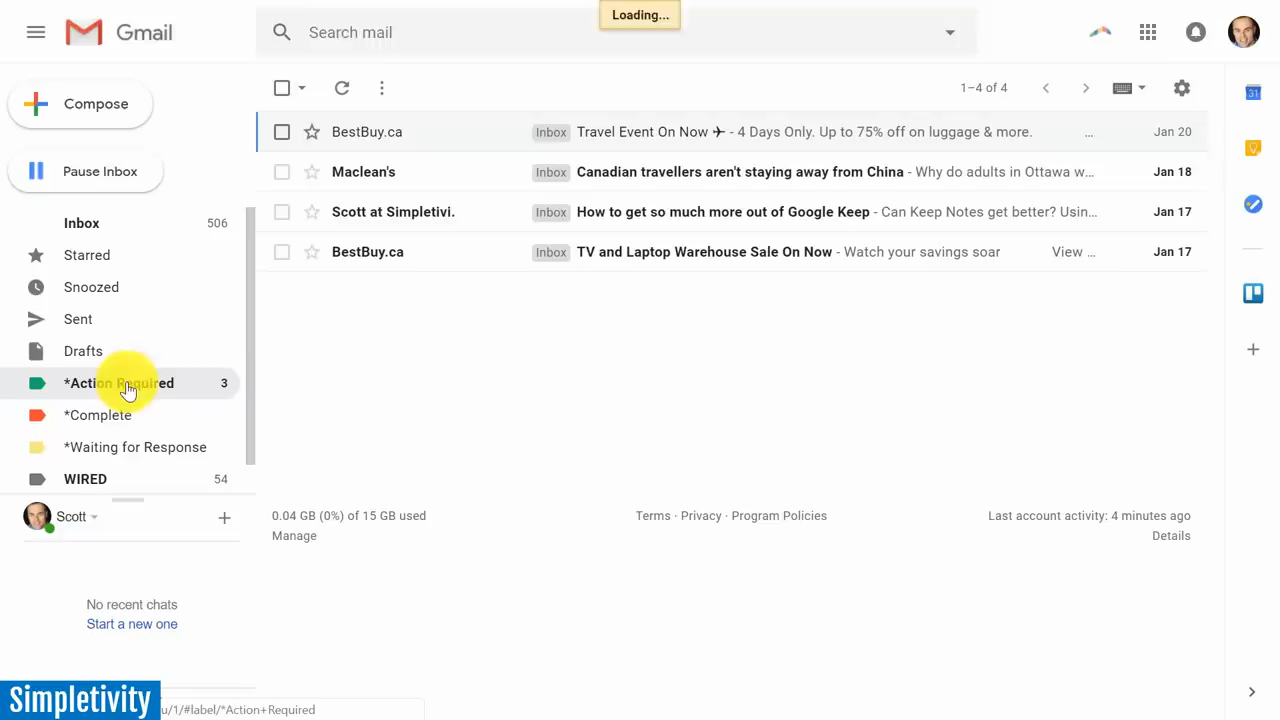 Loading...
Gmail
Search mail
Compose
1–4 of 4
Pause Inbox
Inbox 506
Starred
Snoozed
Sent
Drafts
*Action Required 3
*Complete
*Waiting for Response
WIRED 54
BestBuy.ca Inbox Travel Event On Now ✈ - 4 Days Only. Up to 75% off on luggage & more. ... Jan 20
Maclean's Inbox Canadian travellers aren't staying away from China - Why do adults in Ottawa w... Jan 18
Scott at Simpletivi. Inbox How to get so much more out of Google Keep - Can Keep Notes get better? Usin... Jan 17
BestBuy.ca Inbox TV and Laptop Warehouse Sale On Now - Watch your savings soar View ... Jan 17
31
Scott
0.04 GB (0%) of 15 GB used
Manage
Terms · Privacy · Program Policies
Last account activity: 4 minutes ago
Details
No recent chats
Start a new one
Simpletivity
u/1/#label/*Action+Required